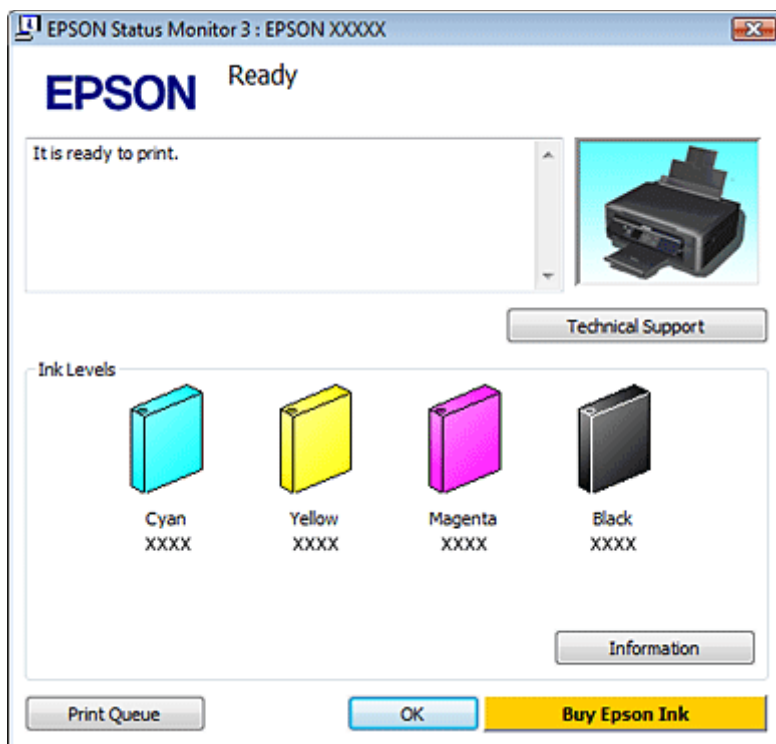 EPSON Status Monitor 3 : EPSON XXXXX
EPSON
Ready
It is ready to print.
Technical Support
Ink Levels
Cyan
Yellow
Magenta
Black
XXXX
XXXX
XXXX
XXXX
Information
Print Queue
OK
Buy Epson Ink